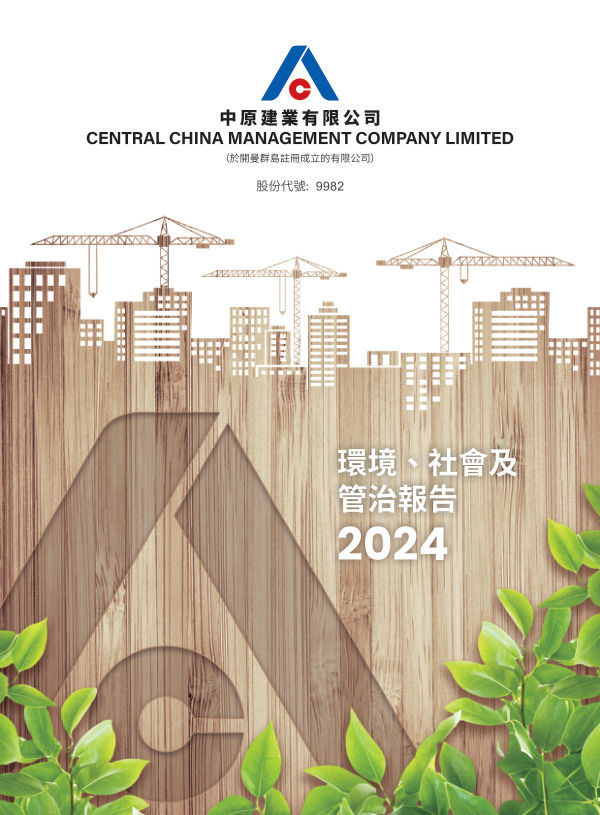 中原建業有限公司
CENTRAL CHINA MANAGEMENT COMPANY LIMITED
(於開曼群島註冊成立的有限公司)
股份代號: 9982
環境、社會及
管治報告
2024